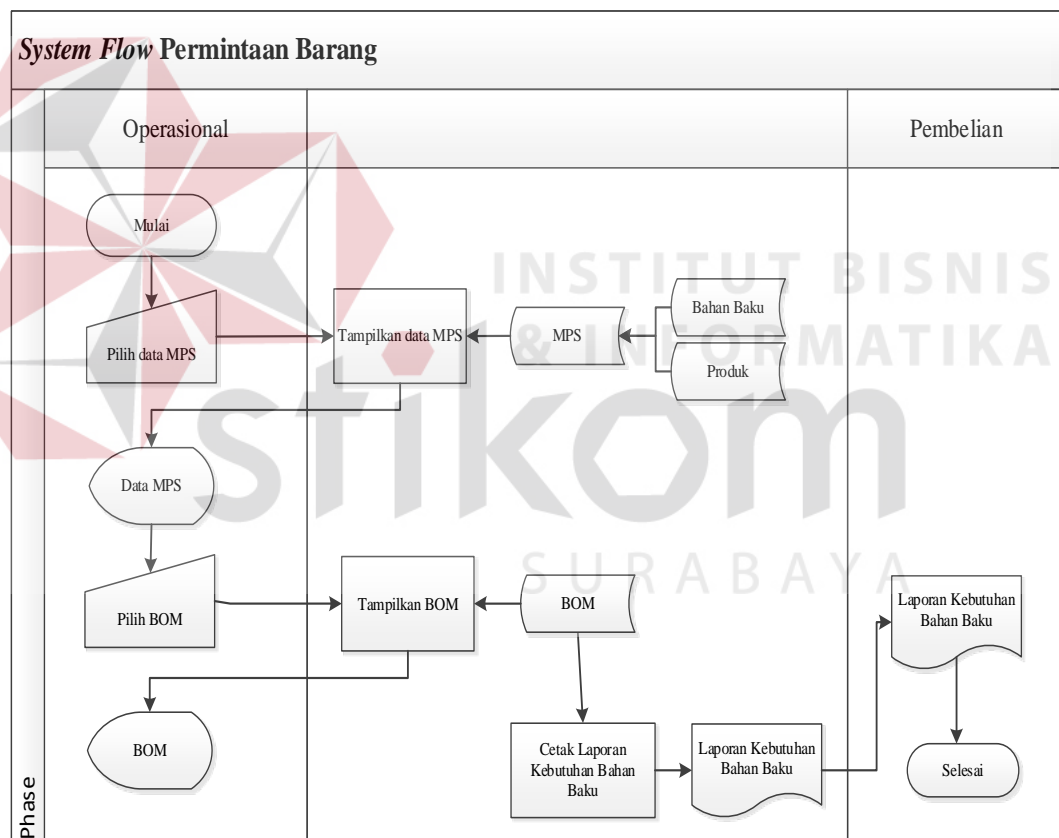 System Flow Permintaan Barang
Operasional
Pembelian
Mulai
INSTITUT BISNIS
& INFORMATIKA
Bahan Baku
Pilih data MPS
Tampilkan data MPS
MPS
Produk
stikom
Data MPS
SURABAYA
Pilih BOM
Tampilkan BOM
BOM
Laporan Kebutuhan
Bahan Baku
BOM
Cetak Laporan
Kebutuhan Bahan
Baku
Laporan Kebutuhan
Bahan Baku
Selesai
Phase